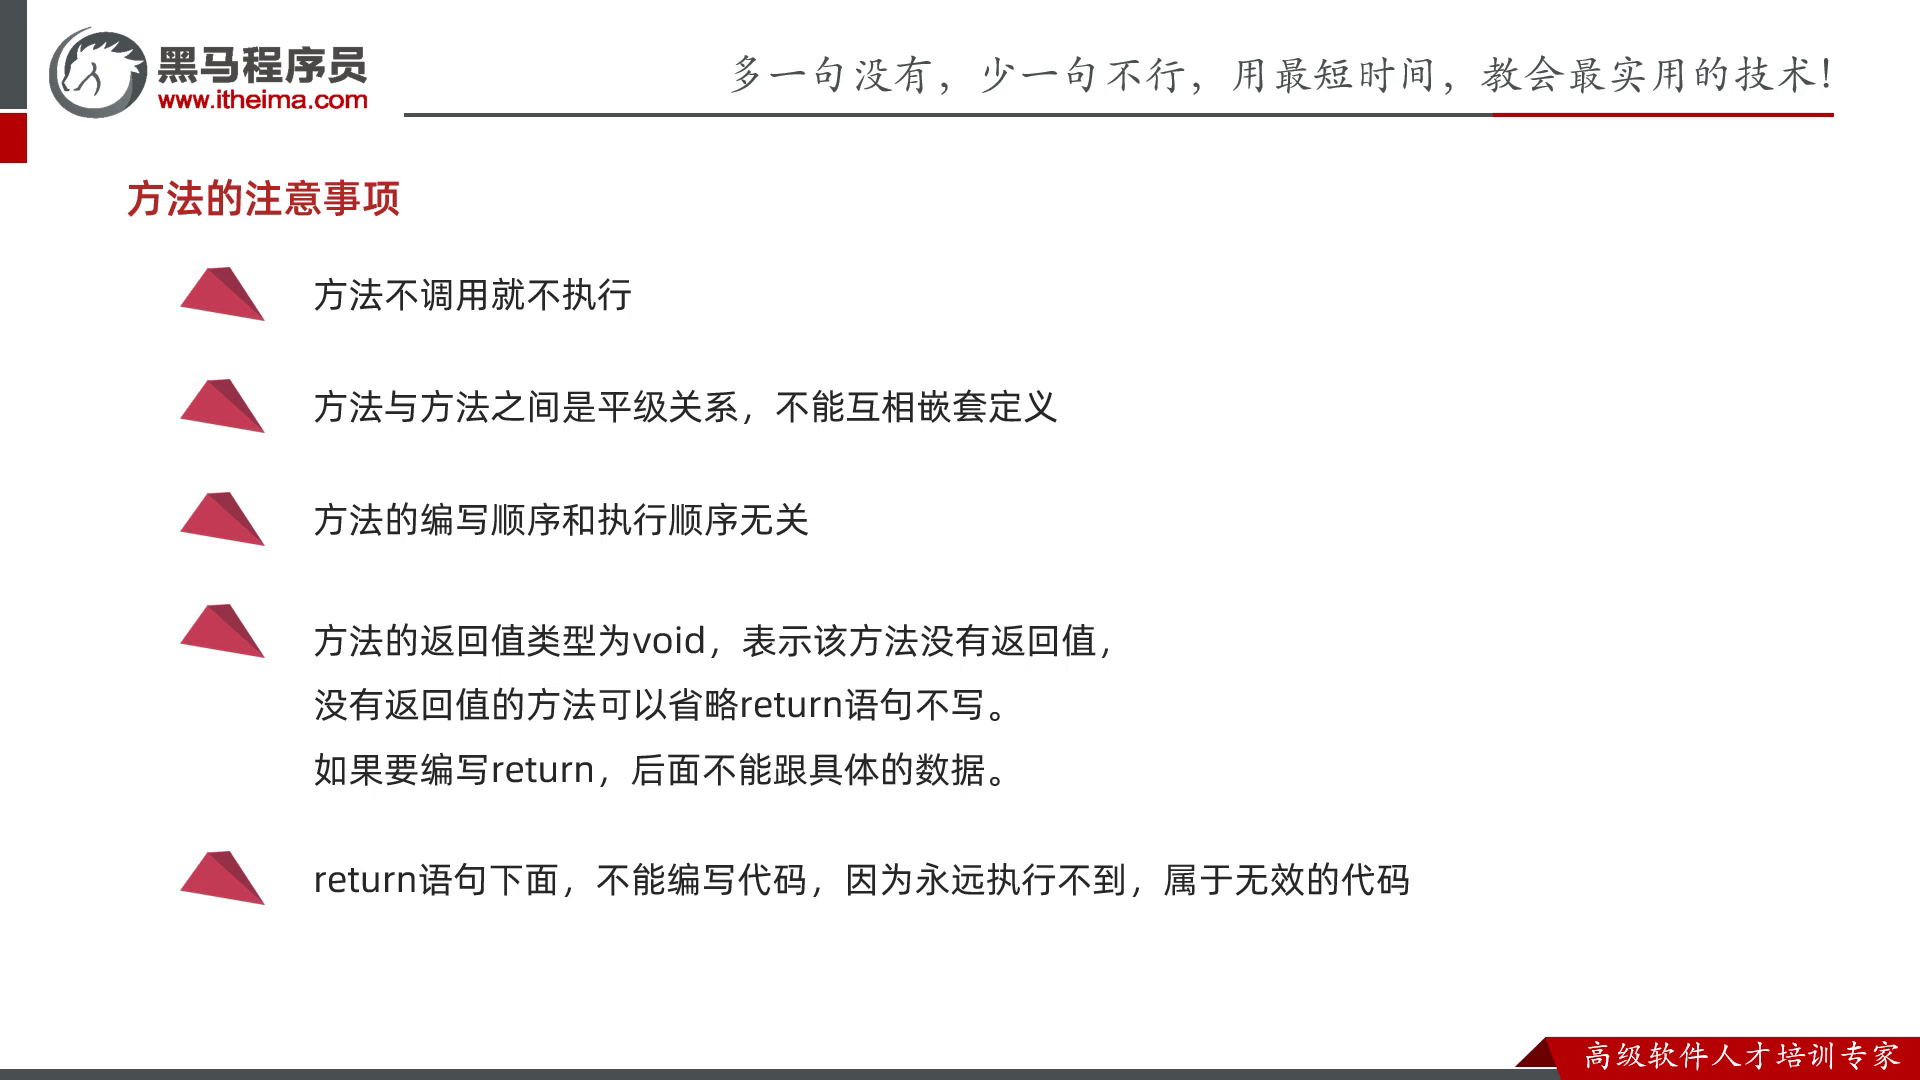 黑马程序员
www.itheima.com
多一句没有，少一句不行，用最短时间，教会最实用的技术！
方法的注意事项
方法不调用就不执行
方法与方法之间是平级关系，不能互相嵌套定义
方法的编写顺序和执行顺序无关
方法的返回值类型为void，表示该方法没有返回值，
没有返回值的方法可以省略return语句不写。
如果要编写return，后面不能跟具体的数据。
return语句下面，不能编写代码，因为永远执行不到，属于无效的代码
高级软件人才培训专家